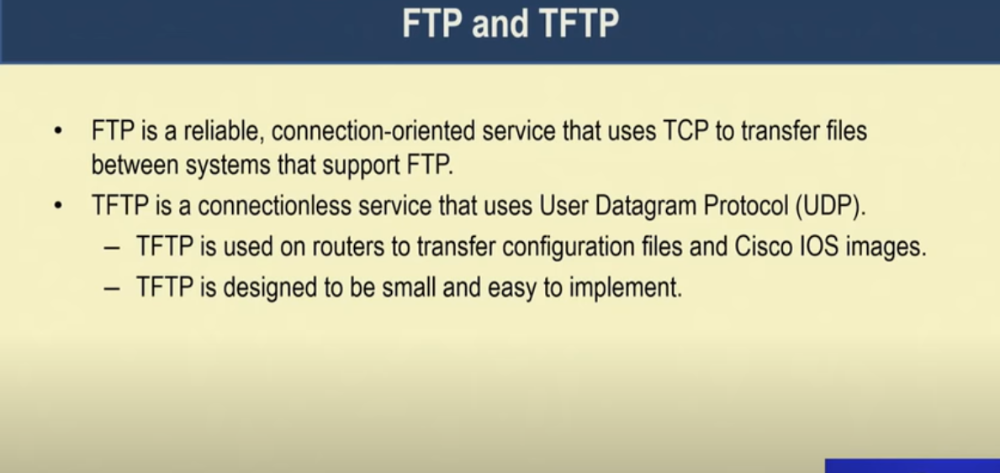 FTP and TFTP
• FTP is a reliable, connection-oriented service that uses TCP to transfer files
between systems that support FTP.
• TFTP is a connectionless service that uses User Datagram Protocol (UDP).
– TFTP is used on routers to transfer configuration files and Cisco IOS images.
– TFTP is designed to be small and easy to implement.